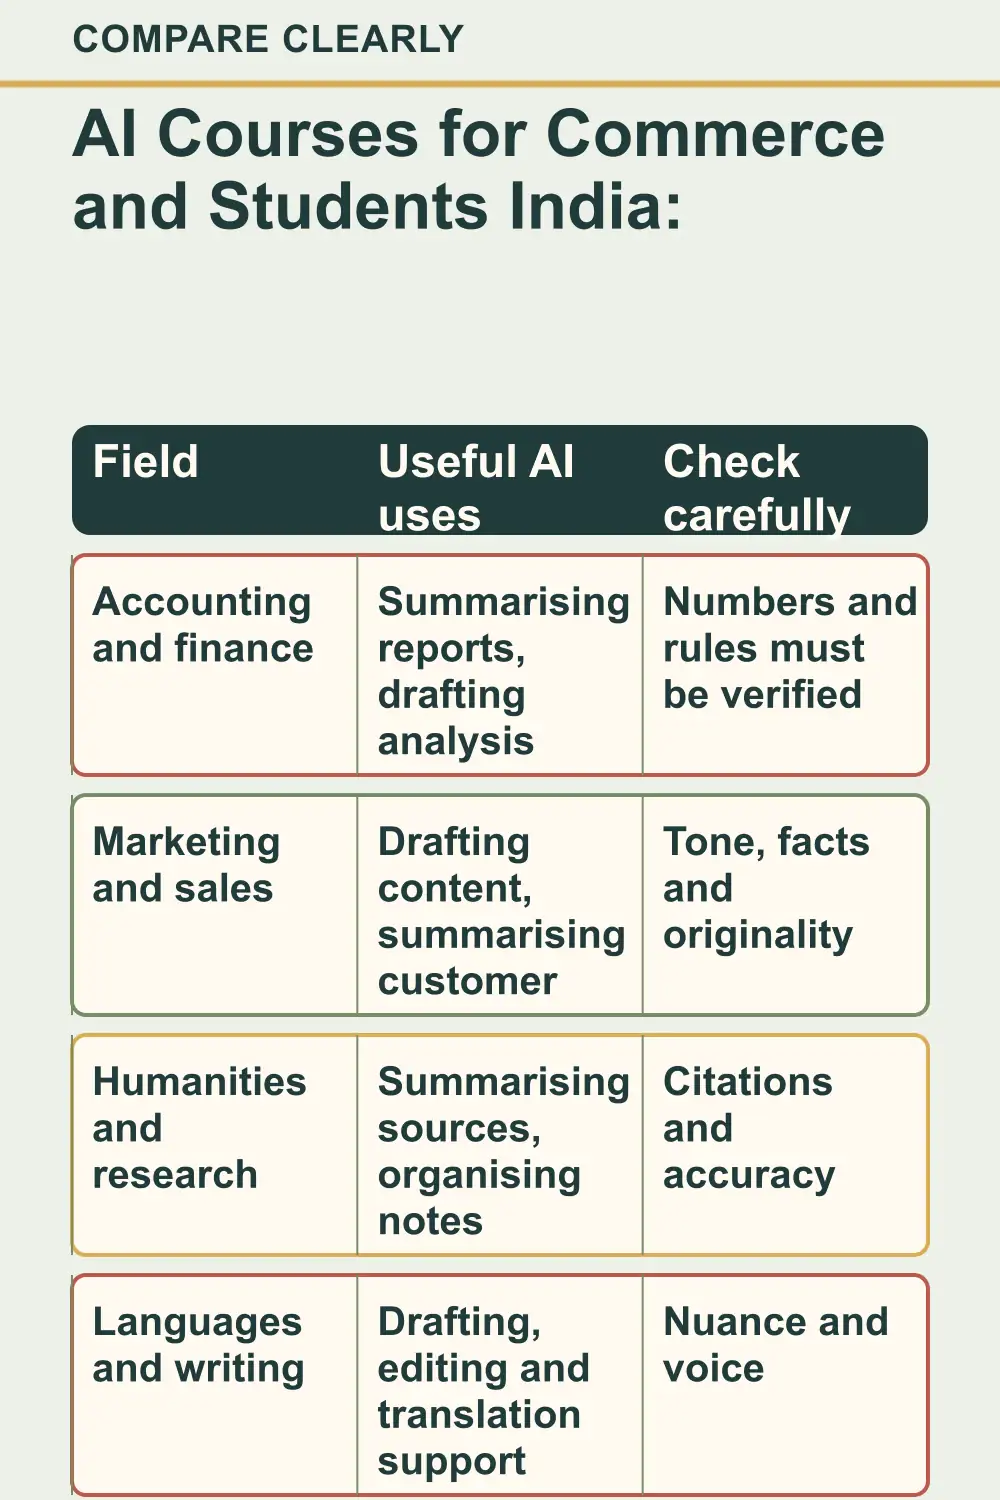 COMPARE CLEARLY
AI Courses for Commerce
and Students India:
Field
Useful AI
uses
Check
carefully
Accounting
and finance
Summarising
reports,
drafting
analysis
Numbers and
rules must
be verified
Marketing
and sales
Drafting
content,
summarising
customer
Tone, facts
and
originality
Humanities
and
research
Summarising
sources,
organising
notes
Citations
and
accuracy
Languages
and writing
Drafting,
editing and
translation
support
Nuance and
voice